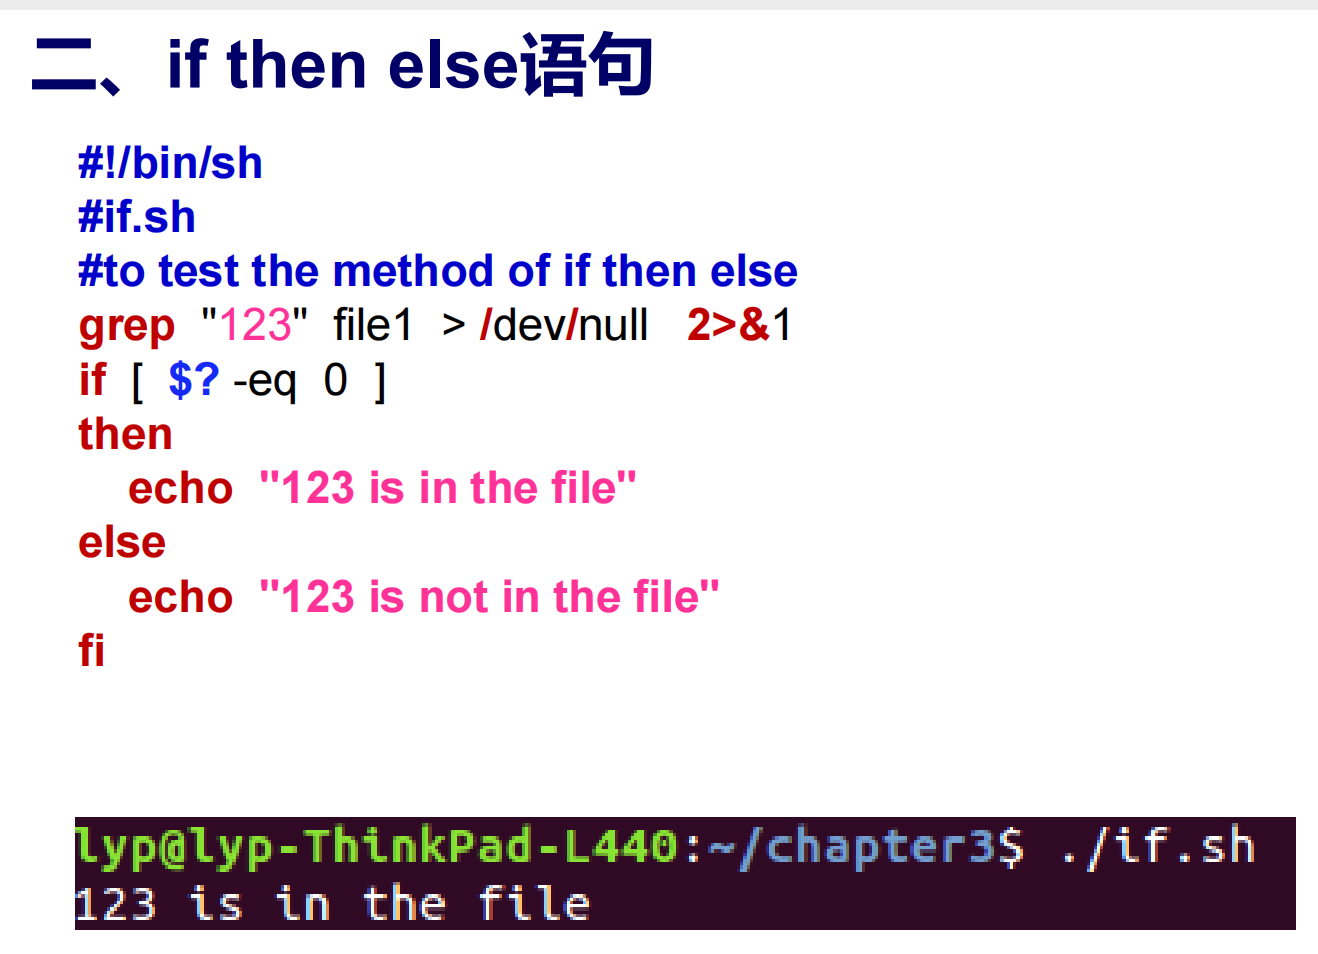 二、if then else语句
#!/bin/sh
#if.sh
#to test the method of if then else
grep "123" file1 > /dev/null 2>&1
if [ $? -eq 0 ]
then
echo "123 is in the file"
else
echo "123 is not in the file"
fi
lyp@lyp-ThinkPad-L440:~/chapter3$ ./if.sh
123 is in the file